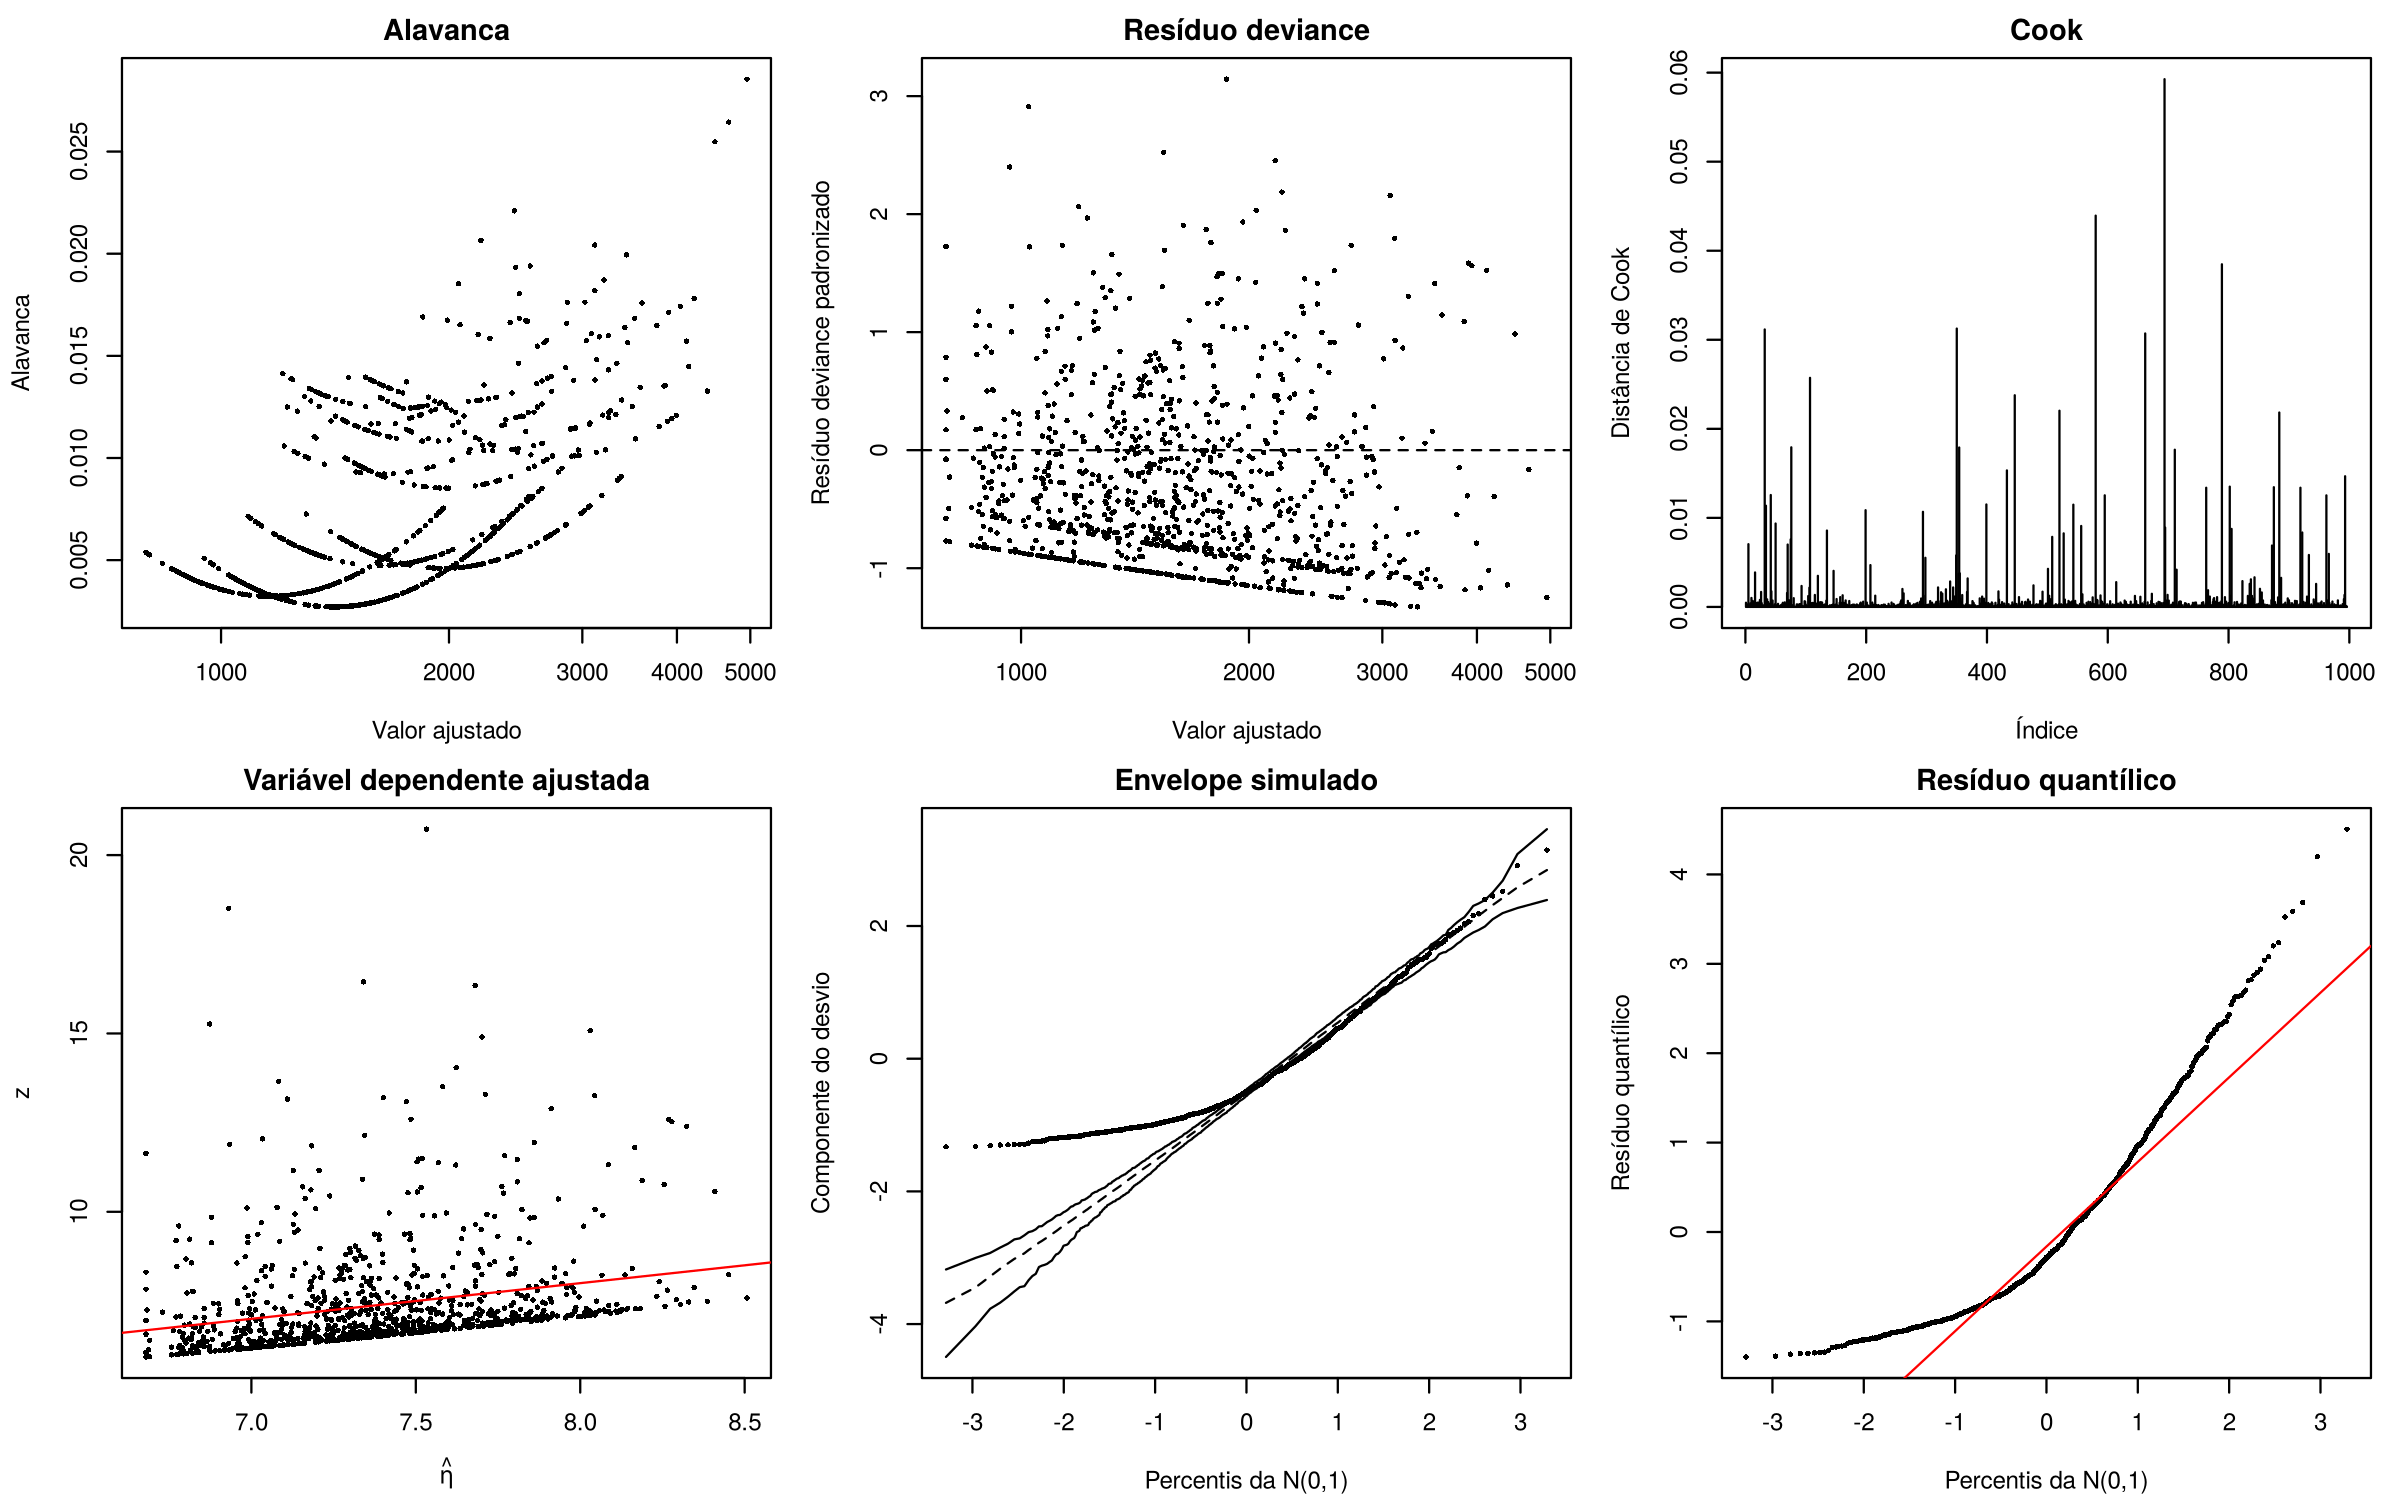 Alavanca
Alavanca
0.005 0.010 0.015 0.020 0.025
1000 2000 3000 4000 5000
Valor ajustado
Resíduo deviance
Resíduo deviance padronizado
-1 0 1 2 3
1000 2000 3000 4000 5000
Valor ajustado
Cook
Distância de Cook
0.00 0.01 0.02 0.03 0.04 0.05 0.06
0 200 400 600 800 1000
Índice
Variável dependente ajustada
z
10 15 20
7.0 7.5 8.0 8.5
η̂
Envelope simulado
Componente do desvio
-4 -2 0 2
-3 -2 -1 0 1 2 3
Percentis da N(0,1)
Resíduo quantílico
Resíduo quantílico
-1 0 1 2 3 4
-3 -2 -1 0 1 2 3
Percentis da N(0,1)